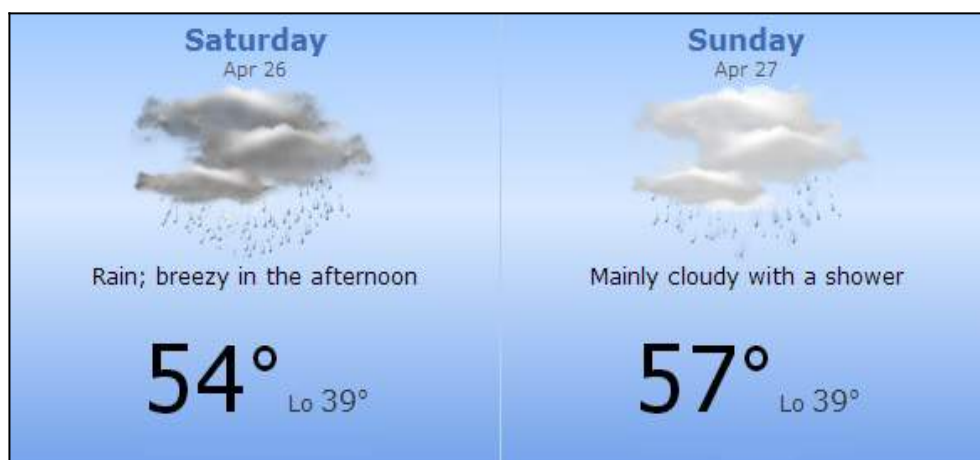 Saturday
Apr 26
Rain; breezy in the afternoon
54° Lo 39°
Sunday
Apr 27
Mainly cloudy with a shower
57° Lo 39°